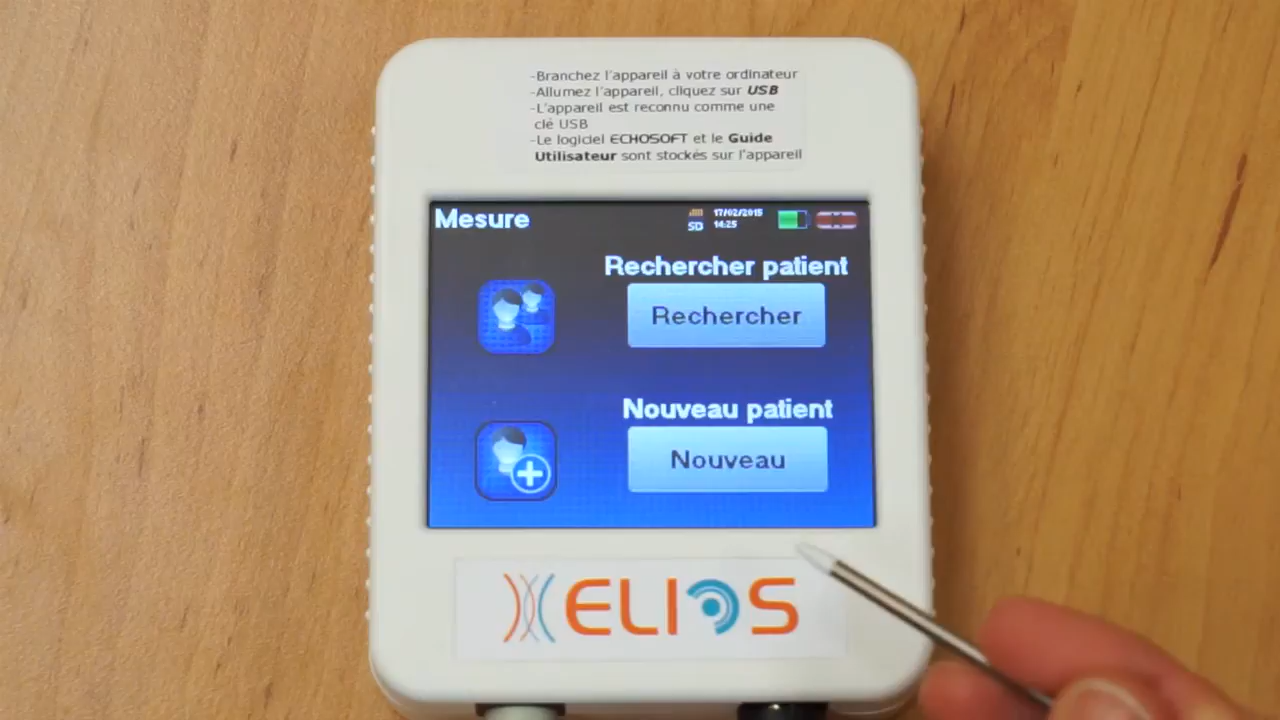 -Branchez l'appareil à votre ordinateur
-Allumez l'appareil, cliquez sur USB
-L'appareil est reconnu comme une
clé USB
-Le logiciel ECHOSOFT et le Guide
Utilisateur sont stockés sur l'appareil
Mesure
SD
17/02/2015
14:25
Rechercher patient
Rechercher
Nouveau patient
Nouveau
ELIOS